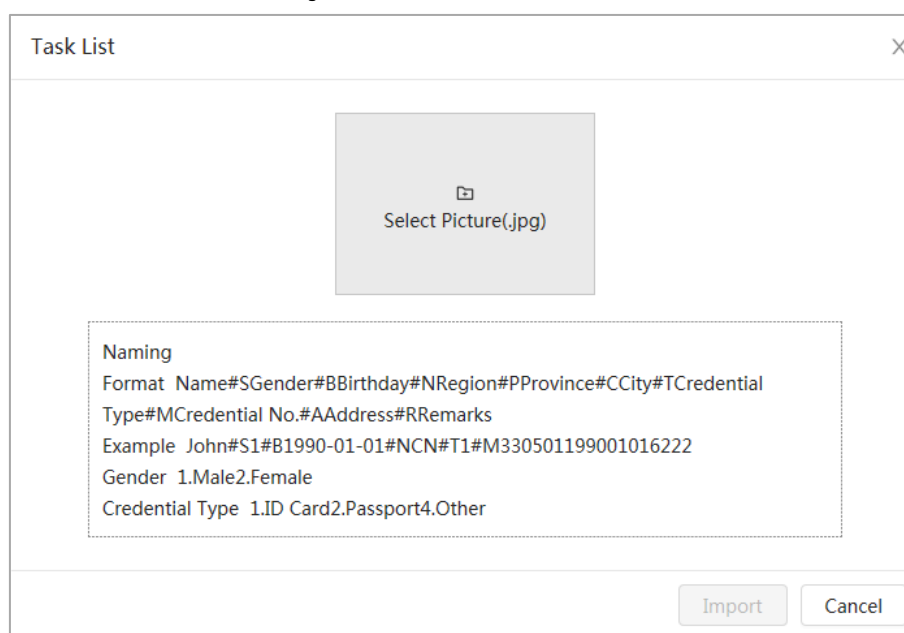 Task List
Select Picture(.jpg)
Naming
Format Name#SGender#BBirthday#NRegion#PProvince#CCity#TCredential
Type#MCredential No.#AAddress#RRemarks
Example John#S1#B1990-01-01#NCN#T1#M330501199001016222
Gender 1.Male2.Female
Credential Type 1.ID Card2.Passport4.Other
Import Cancel